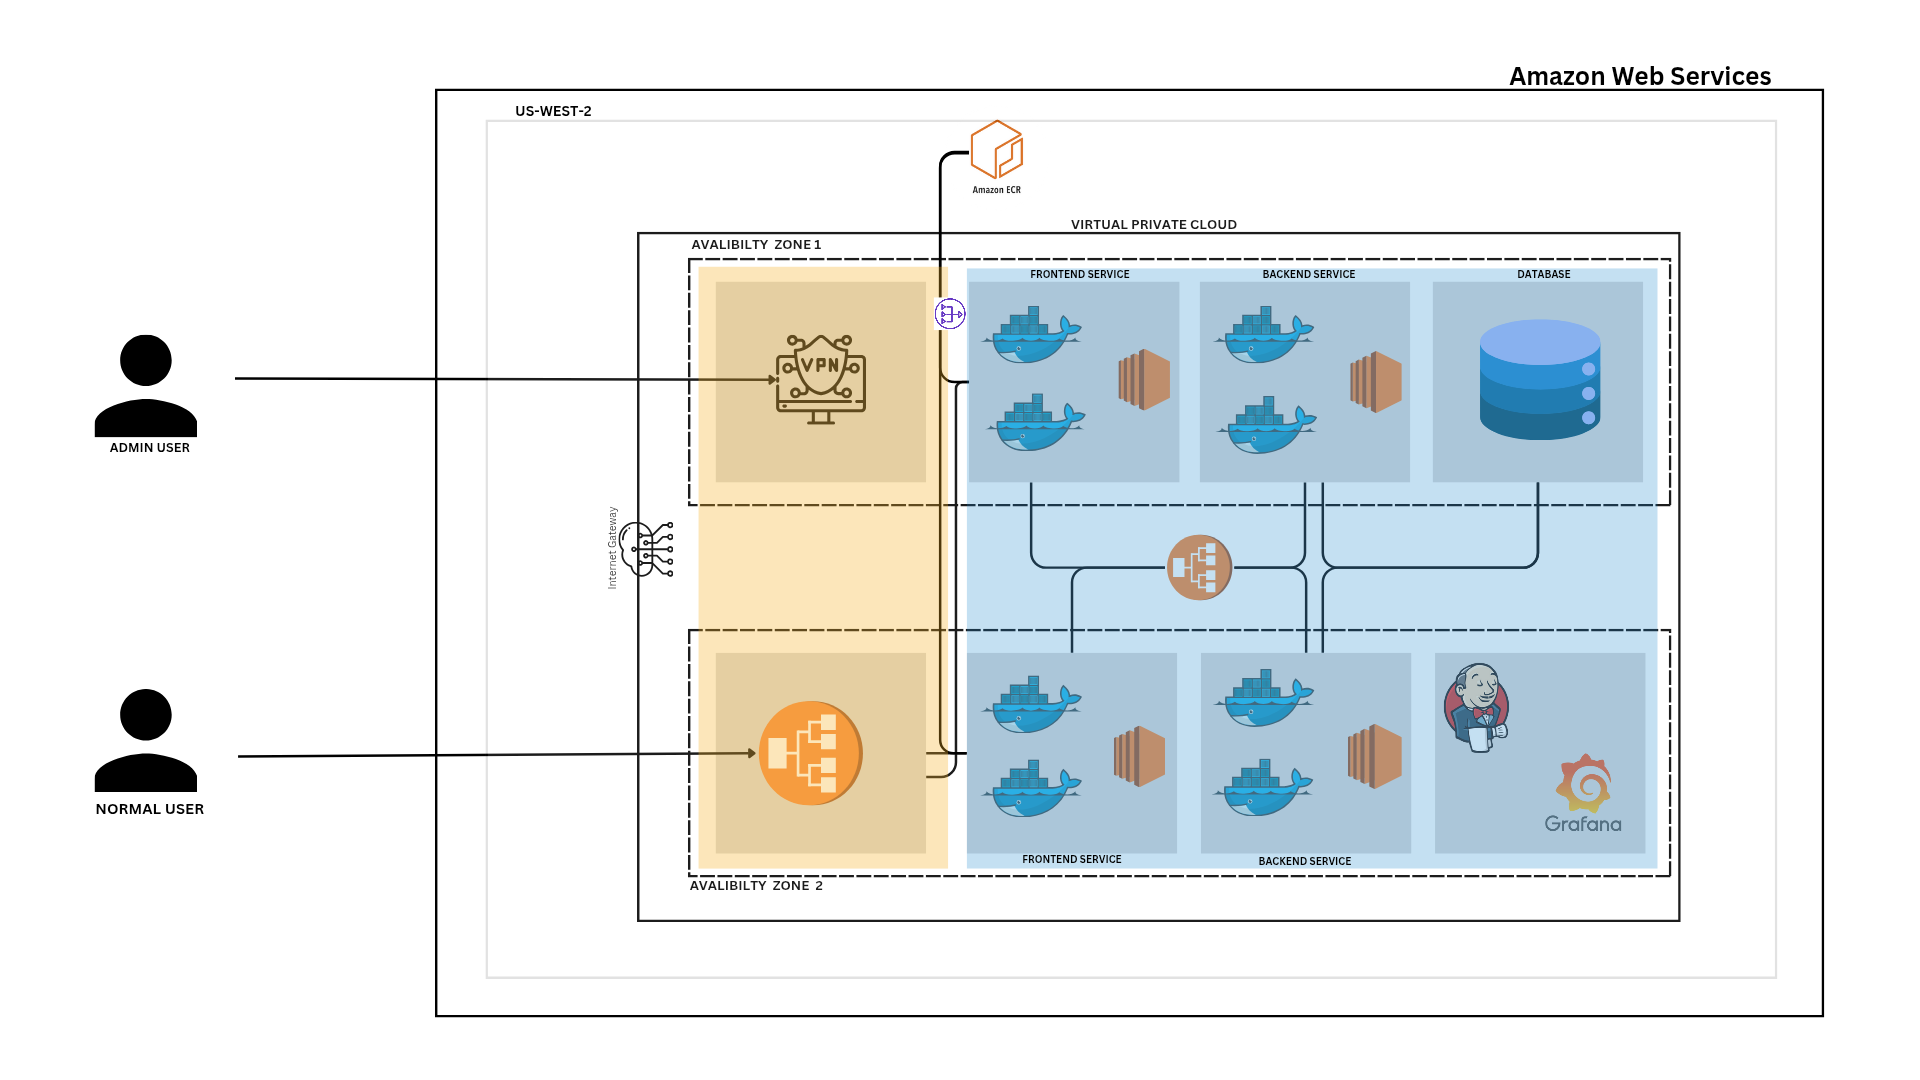 Amazon Web Services
US-WEST-2
Amazon ECR
VIRTUAL PRIVATE CLOUD
AVALIBILTY ZONE 1
FRONTEND SERVICE
BACKEND SERVICE
DATABASE
VPN
ADMIN USER
Internet Gateway
NORMAL USER
Grafana
FRONTEND SERVICE
BACKEND SERVICE
AVALIBILTY ZONE 2